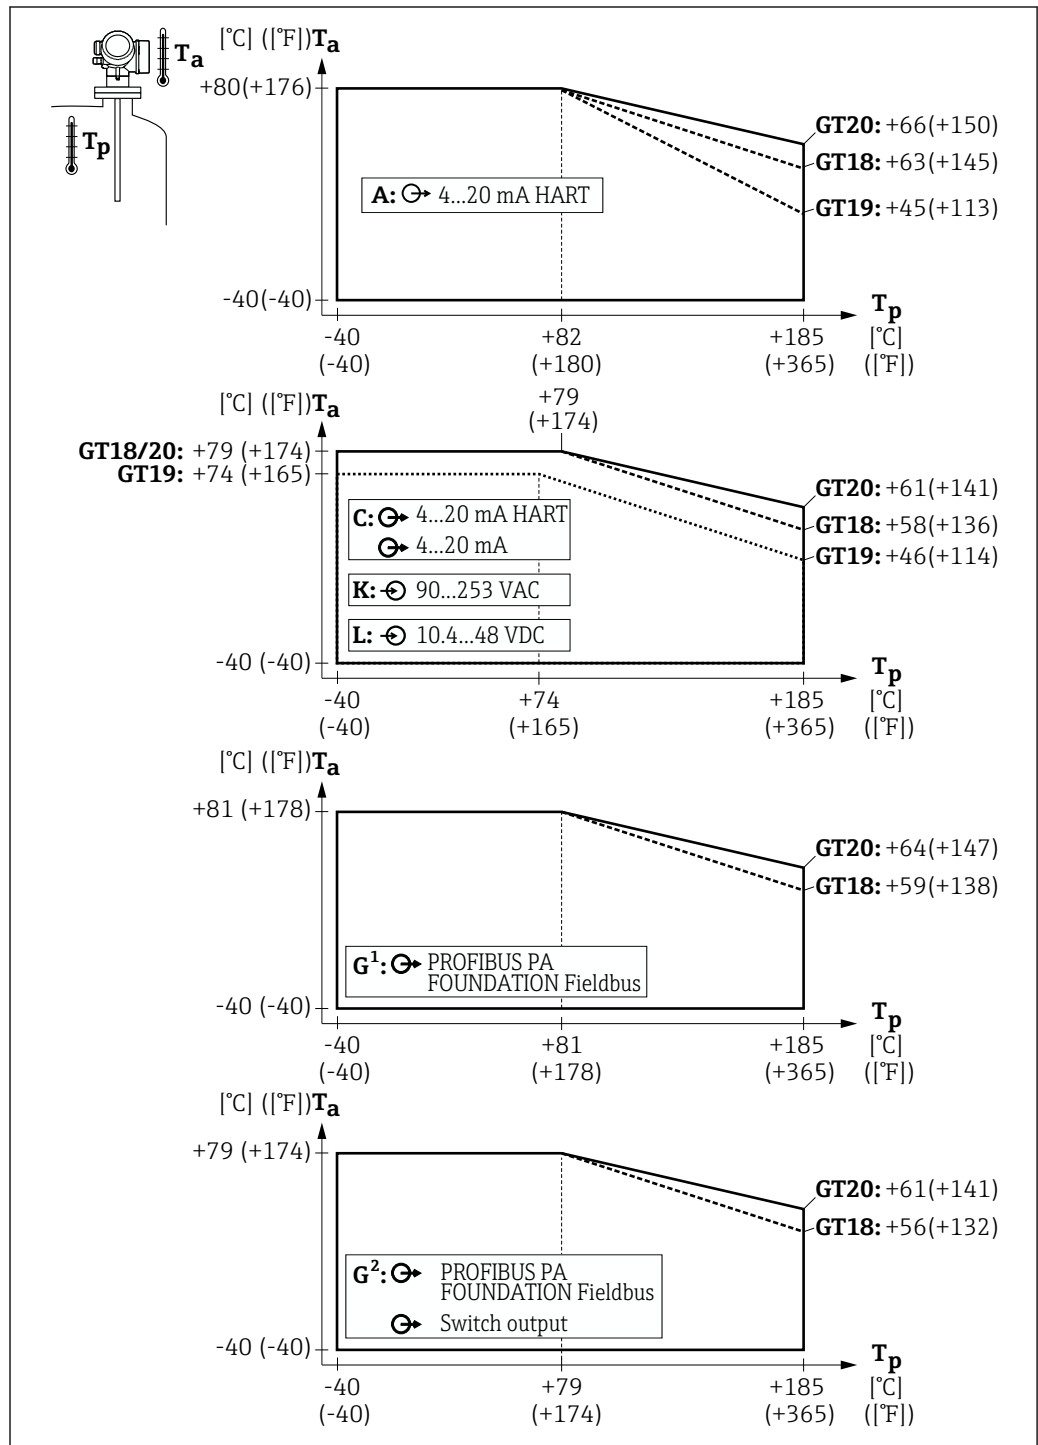 [°C] ([°F]) Ta
Ta
Tp
+80(+176)
GT20: +66(+150)
GT18: +63(+145)
GT19: +45(+113)
A: 4...20 mA HART
-40(-40)
Tp
-40 +82 +185 [°C]
(-40) (+180) (+365) ([°F])
[°C] ([°F]) Ta
+79
(+174)
GT18/20: +79 (+174)
GT19: +74 (+165)
GT20: +61(+141)
GT18: +58(+136)
GT19: +46(+114)
C: 4...20 mA HART
4...20 mA
K: 90...253 VAC
L: 10.4...48 VDC
-40 (-40)
Tp
-40 +74 +185 [°C]
(-40) (+165) (+365) ([°F])
[°C] ([°F]) Ta
+81 (+178)
GT20: +64(+147)
GT18: +59(+138)
G1: PROFIBUS PA
FOUNDATION Fieldbus
-40 (-40)
Tp
-40 +81 +185 [°C]
(-40) (+178) (+365) ([°F])
[°C] ([°F]) Ta
+79 (+174)
GT20: +61(+141)
GT18: +56(+132)
G2: PROFIBUS PA
FOUNDATION Fieldbus
Switch output
-40 (-40)
Tp
-40 +79 +185 [°C]
(-40) (+174) (+365) ([°F])